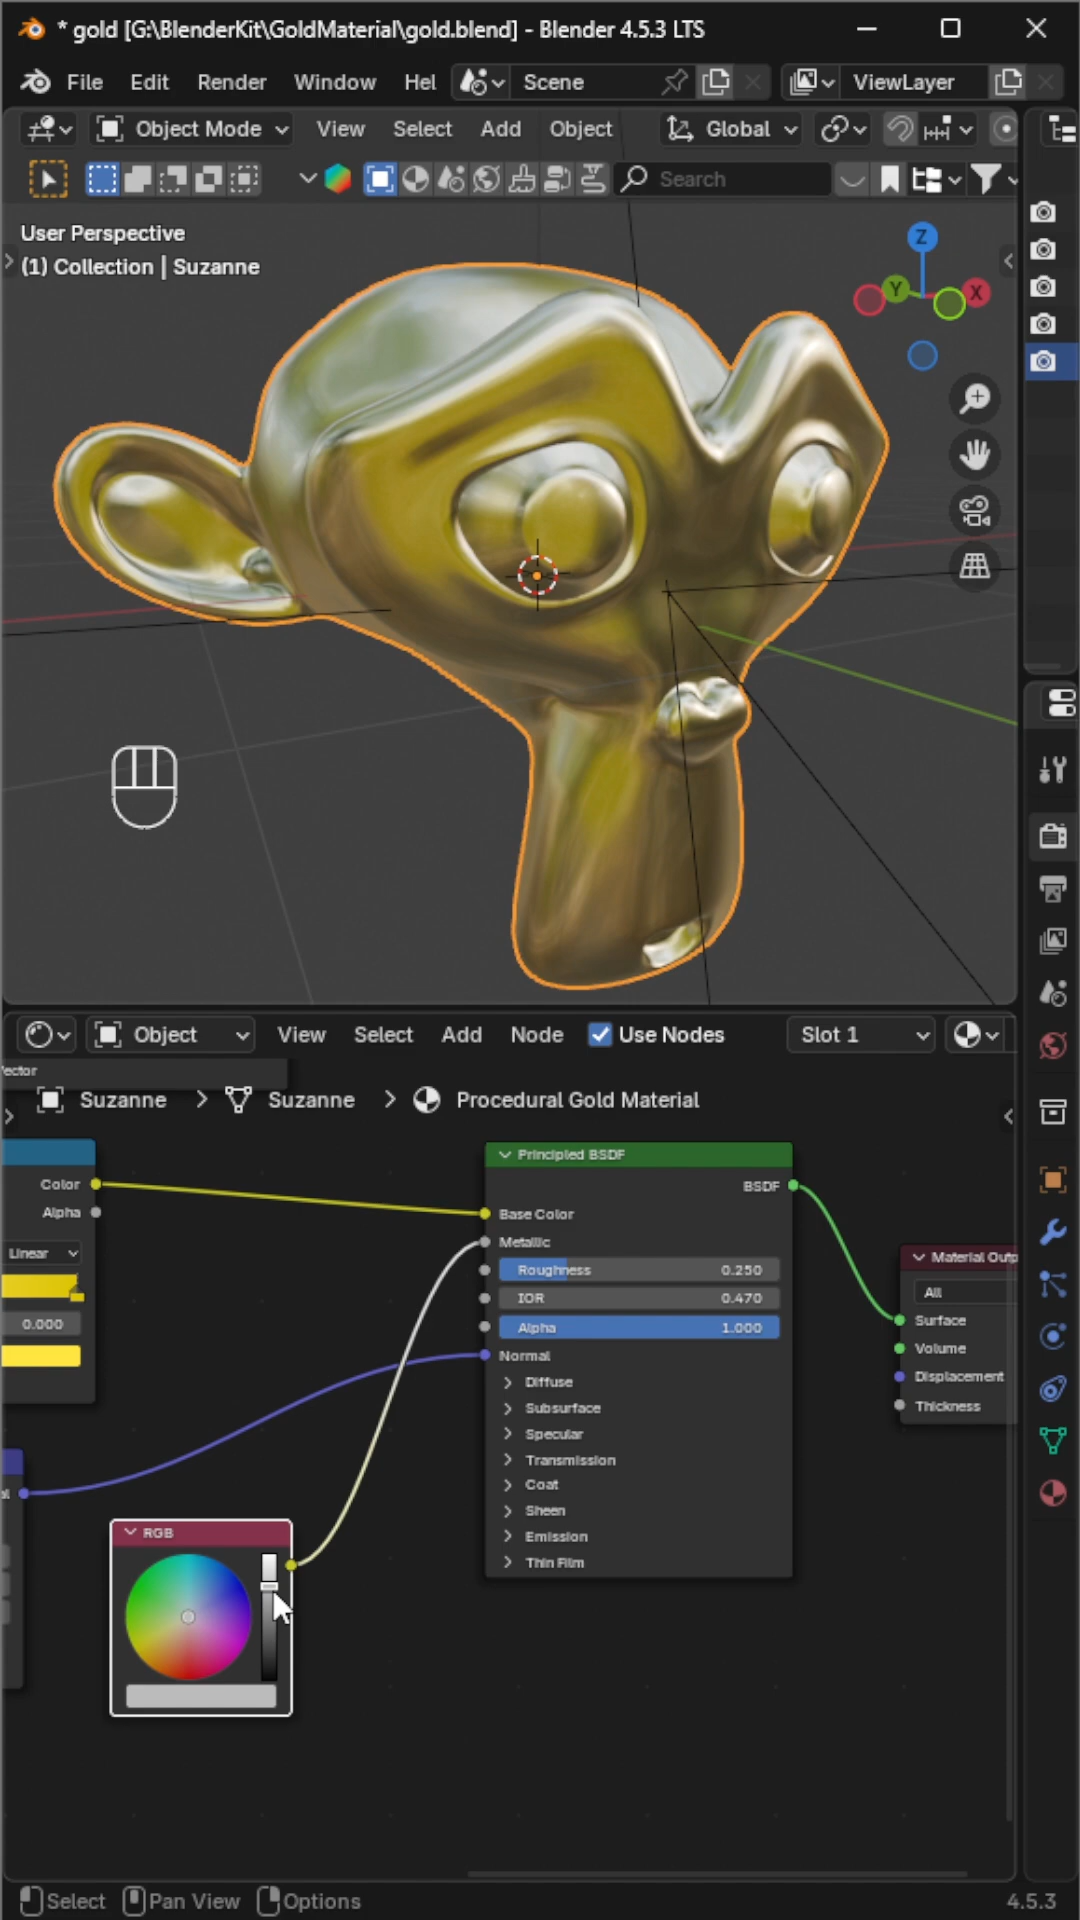 * gold [G:\BlenderKit\GoldMaterial\gold.blend] - Blender 4.5.3 LTS
File Edit Render Window Hel Scene ViewLayer
Object Mode View Select Add Object Global
Search
User Perspective
(1) Collection | Suzanne
Z
Y
X
Object View Select Add Node Use Nodes Slot 1
ector
Suzanne > Suzanne > Procedural Gold Material
Color
Alpha
Linear
0.000
al
Principled BSDF
BSDF
Base Color
Metallic
Roughness 0.250
IOR 0.470
Alpha 1.000
Normal
Diffuse
Subsurface
Specular
Transmission
Coat
Sheen
Emission
Thin Film
Material Outp
All
Surface
Volume
Displacement
Thickness
RGB
Select Pan View Options 4.5.3